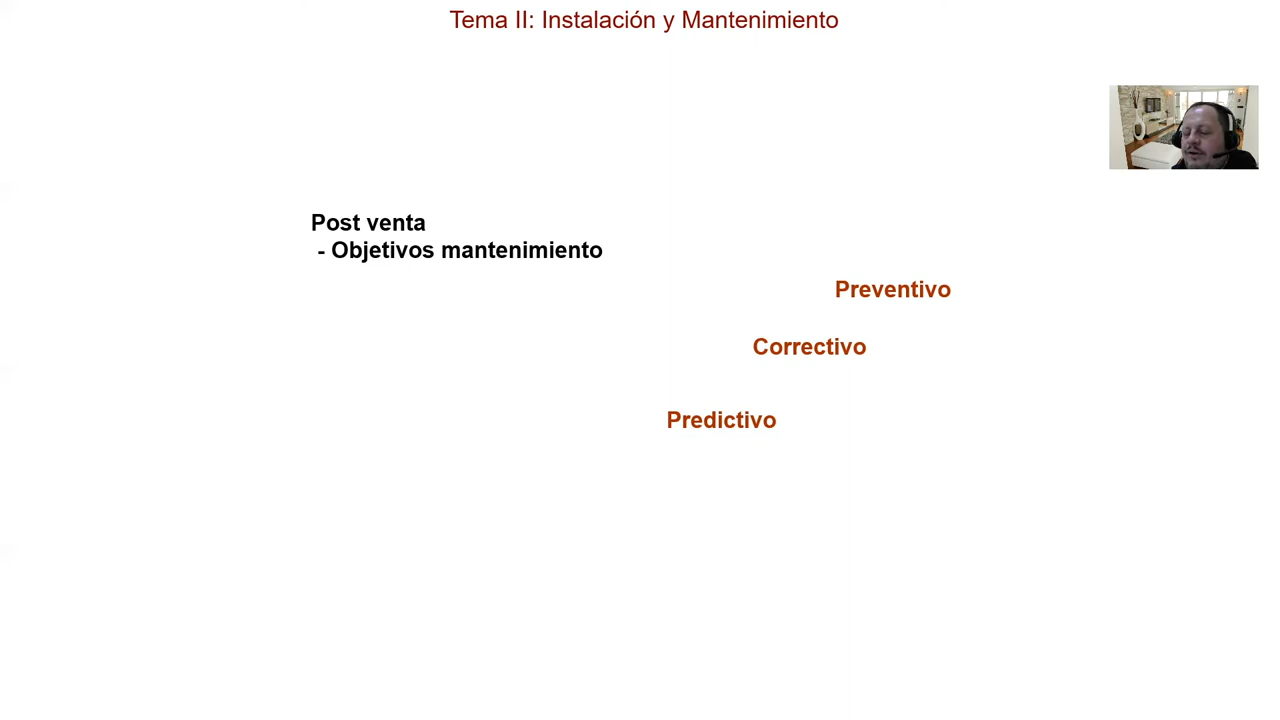 Tema II: Instalación y Mantenimiento
Post venta
- Objetivos mantenimiento
Preventivo
Correctivo
Predictivo